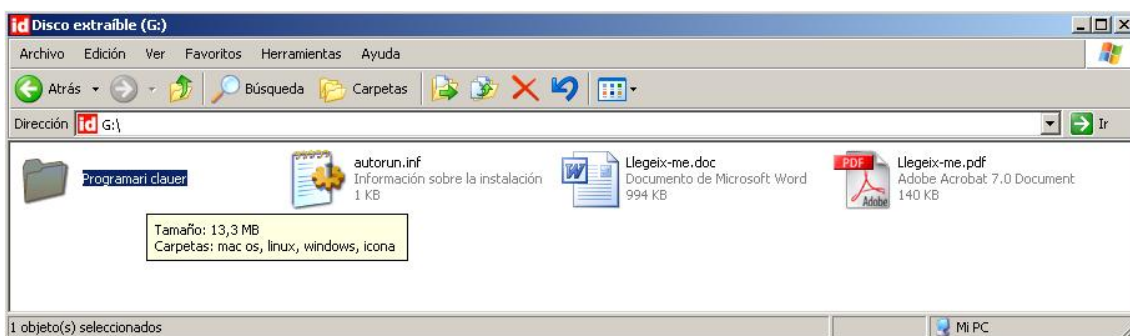 id Disco extraíble (G:)
Archivo Edición Ver Favoritos Herramientas Ayuda
Atrás Búsqueda Carpetas
Dirección id G:\ Ir
Programari clauer
autorun.inf
Información sobre la instalación
1 KB
W
Llegeix-me.doc
Documento de Microsoft Word
994 KB
PDF
Adobe
Llegeix-me.pdf
Adobe Acrobat 7.0 Document
140 KB
Tamaño: 13,3 MB
Carpetas: mac os, linux, windows, icona
1 objeto(s) seleccionados Mi PC